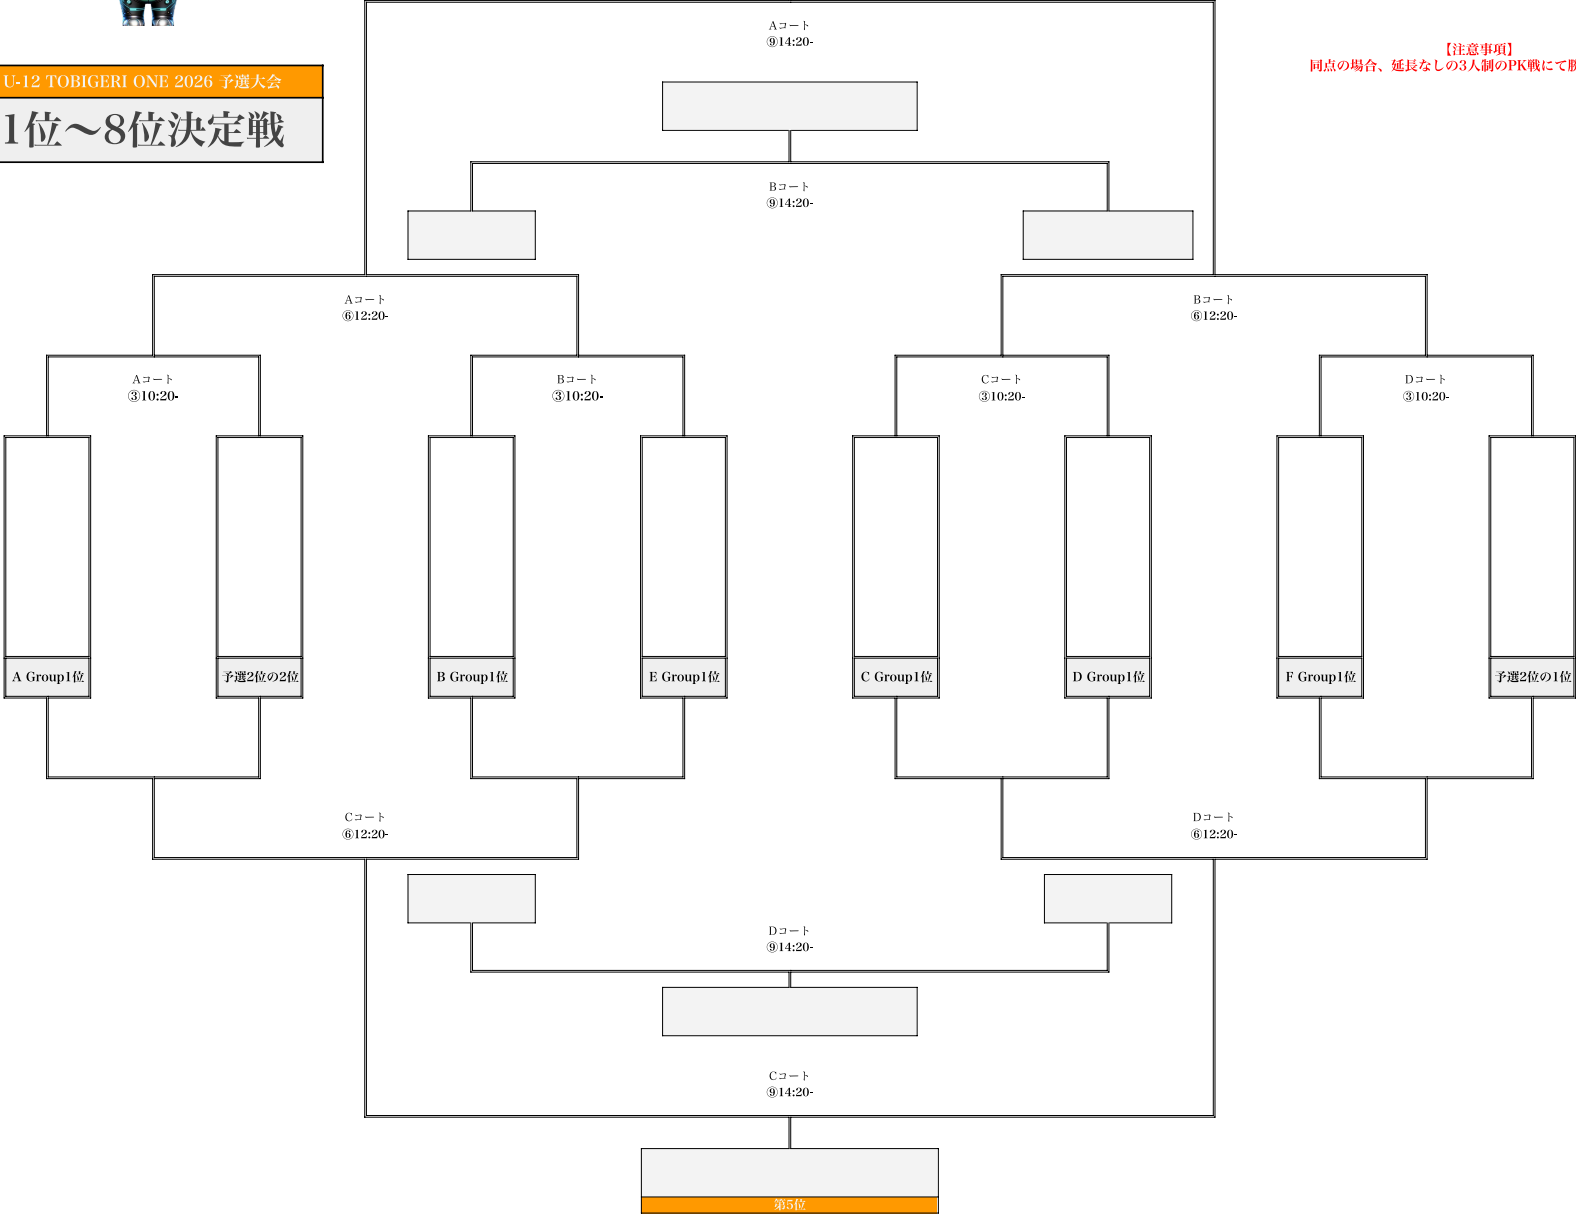 Aコート
⑨14:20-
【注意事項】
同点の場合、延長なしの3人制のPK戦にて
U-12 TOBIGERI ONE 2026 予選大会
1位～8位決定戦
Bコート
⑨14:20-
Aコート
⑥12:20-
Bコート
⑥12:20-
Aコート
③10:20-
Bコート
③10:20-
Cコート
③10:20-
Dコート
③10:20-
A Group1位
予選2位の2位
B Group1位
E Group1位
C Group1位
D Group1位
F Group1位
予選2位の1位
Cコート
⑥12:20-
Dコート
⑥12:20-
Dコート
⑨14:20-
Cコート
⑨14:20-
第5位